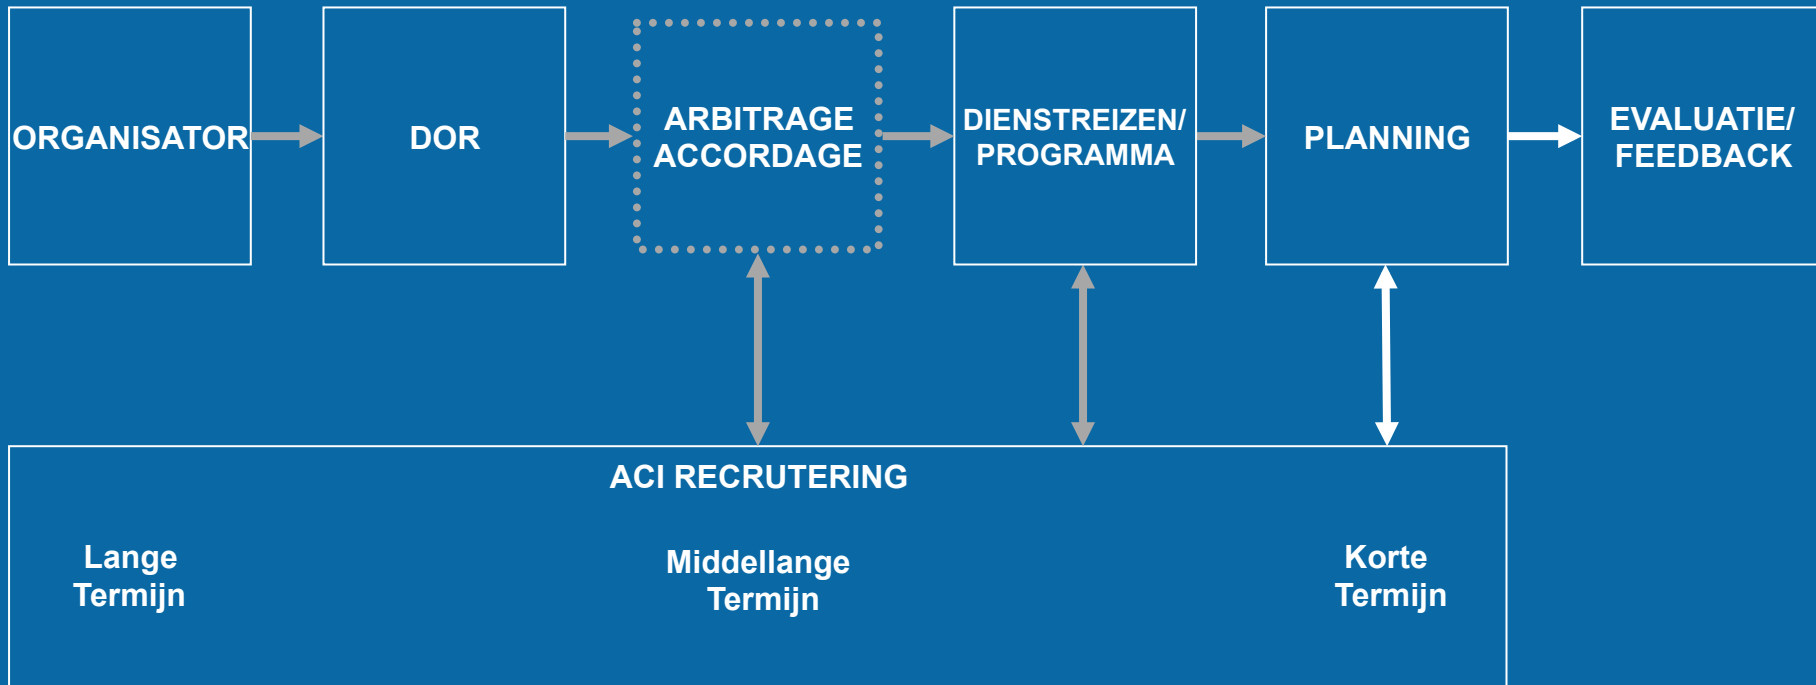 ORGANISATOR
DOR
ARBITRAGE
ACCORDAGE
DIENSTREIZEN/
PROGRAMMA
PLANNING
EVALUATIE/
FEEDBACK
ACI RECRUTERING
Lange
Termijn
Middellange
Termijn
Korte
Termijn